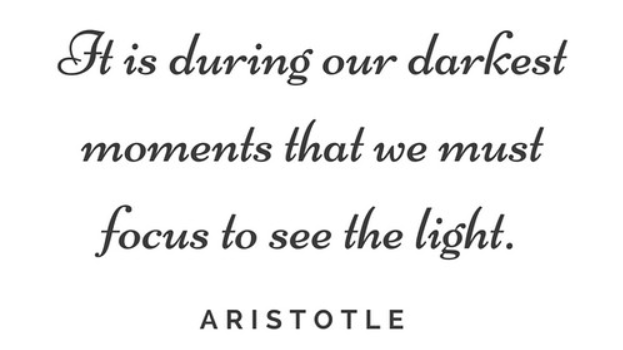 It is during our darkest
moments that we must
focus to see the light.
ARISTOTLE